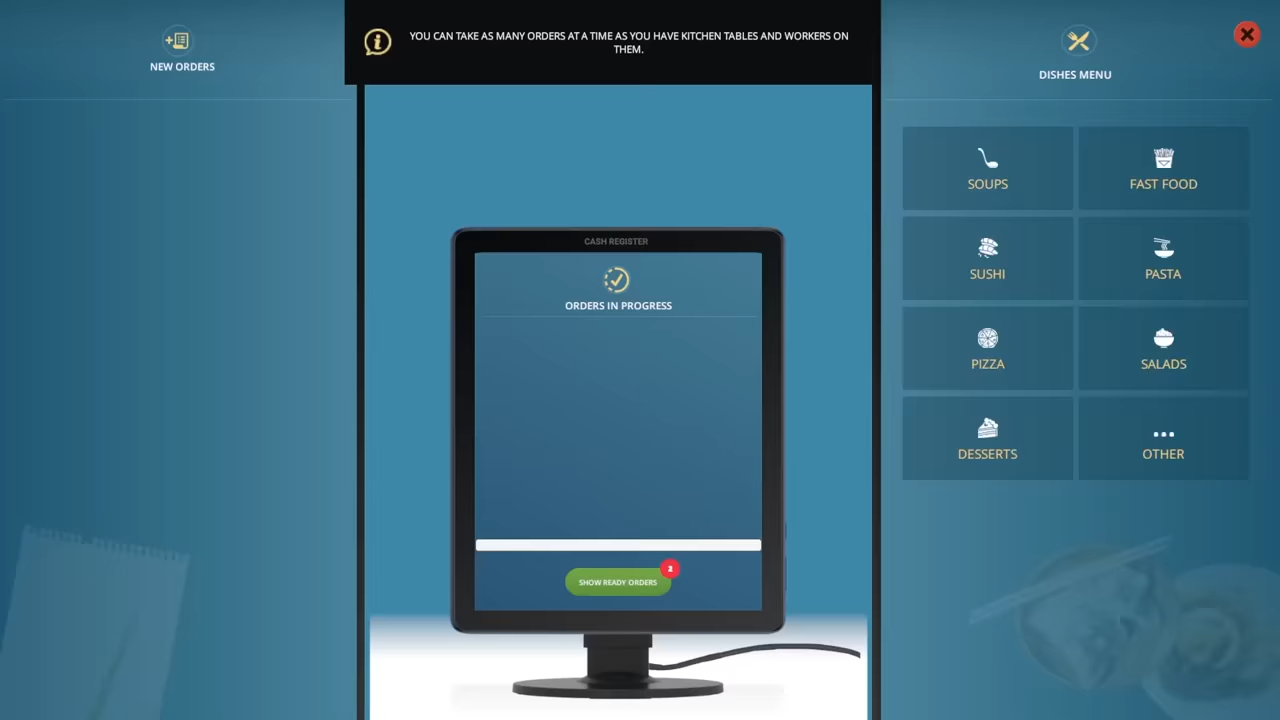 NEW ORDERS
YOU CAN TAKE AS MANY ORDERS AT A TIME AS YOU HAVE KITCHEN TABLES AND WORKERS ON
THEM.
DISHES MENU
SOUPS
FAST FOOD
SUSHI
PASTA
PIZZA
SALADS
DESSERTS
OTHER
CASH REGISTER
ORDERS IN PROGRESS
SHOW READY ORDERS